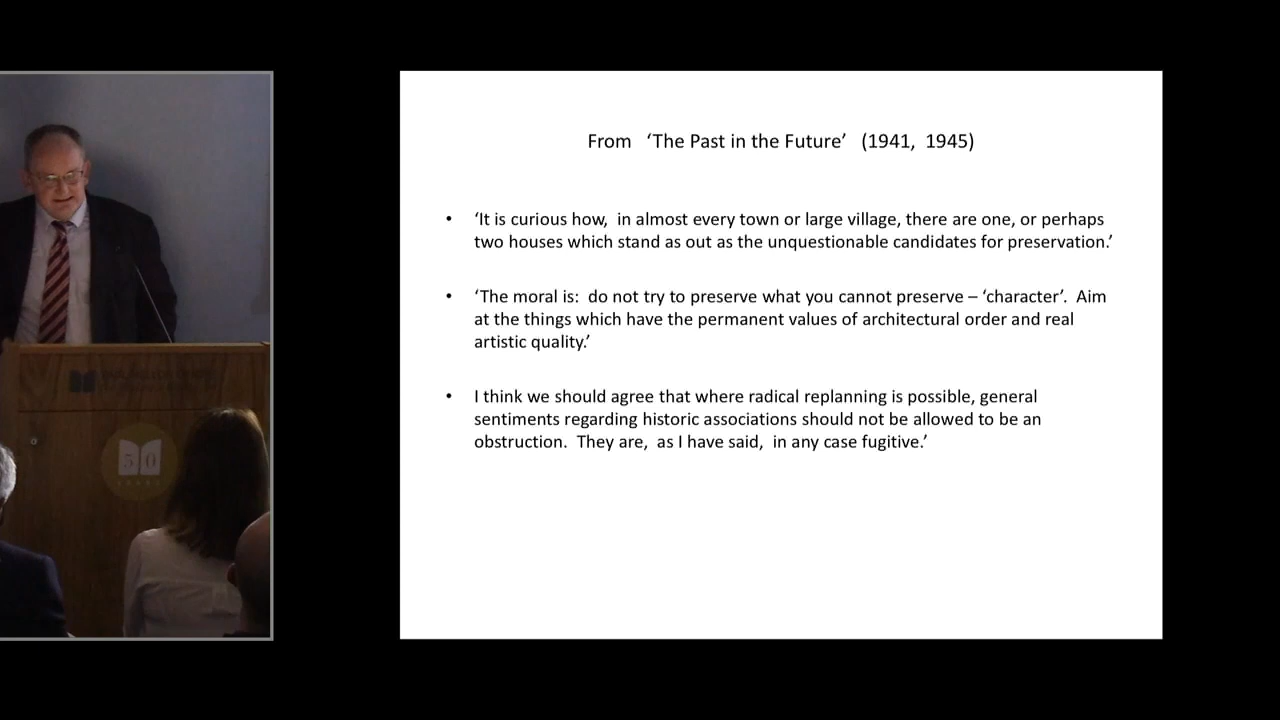 From ‘The Past in the Future’ (1941, 1945)
• ‘It is curious how, in almost every town or large village, there are one, or perhaps
two houses which stand as out as the unquestionable candidates for preservation.’
• ‘The moral is: do not try to preserve what you cannot preserve – ‘character’. Aim
at the things which have the permanent values of architectural order and real
artistic quality.’
• I think we should agree that where radical replanning is possible, general
sentiments regarding historic associations should not be allowed to be an
obstruction. They are, as I have said, in any case fugitive.’
50